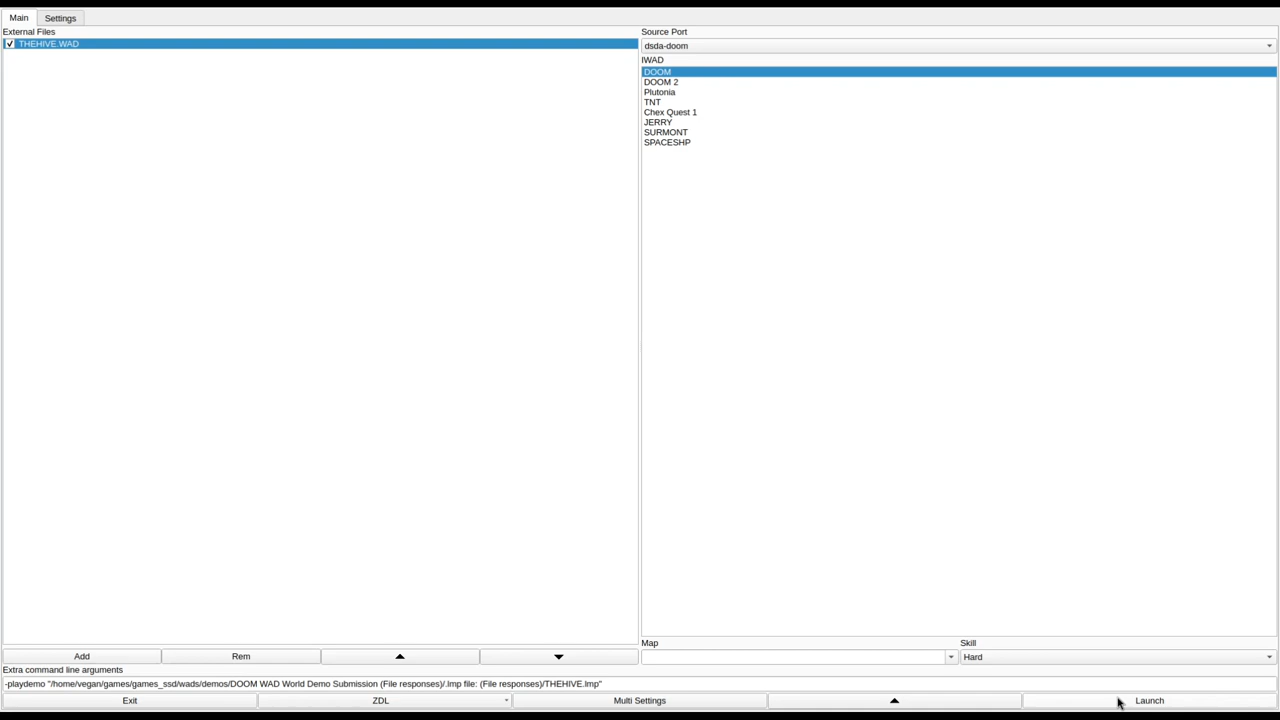 Main Settings
External Files
THEHIVE.WAD
Source Port
dsda-doom
IWAD
DOOM
DOOM 2
Plutonia
TNT
Chex Quest 1
JERRY
SURMONT
SPACESHP
Map Skill
Hard
Add Rem
Extra command line arguments
-playdemo "/home/vegan/games/games_ssd/wads/demos/DOOM WAD World Demo Submission (File responses)/.lmp file: (File responses)/THEHIVE.lmp"
Exit ZDL Multi Settings Launch